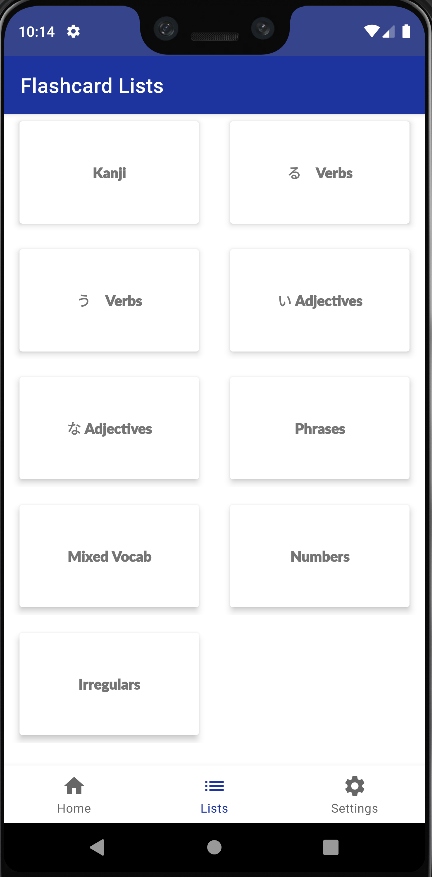 10:14
Flashcard Lists
Kanji
る　Verbs
う　Verbs
い Adjectives
な Adjectives
Phrases
Mixed Vocab
Numbers
Irregulars
Home
Lists
Settings